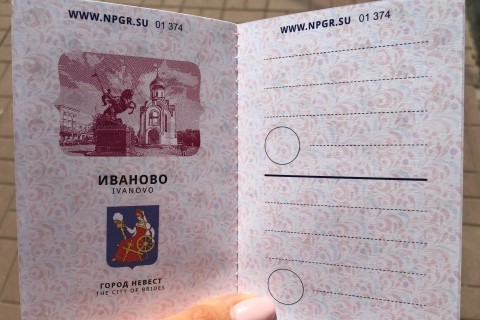 WWW.NPGR.SU 01 374
ИВАНОВО
IVANOVO
ГОРОД НЕВЕСТ
THE CITY OF BRIDES
WWW.NPGR.SU 01 374